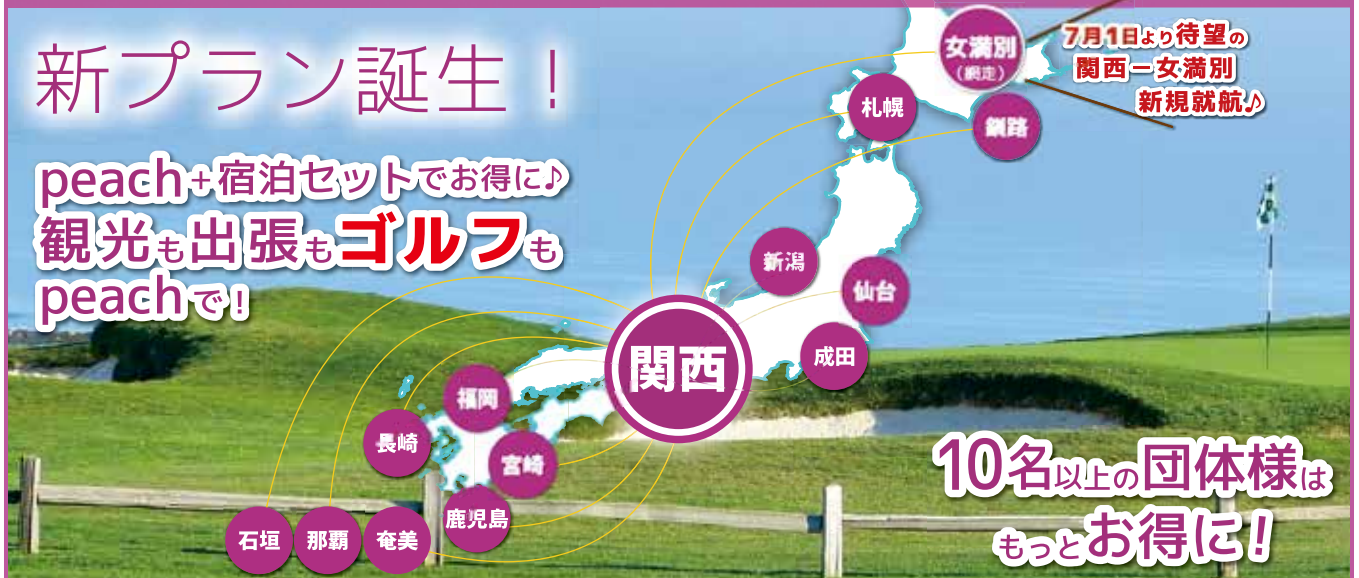 新プラン誕生！
peach+宿泊セットでお得に♪
観光も出張もゴルフも
peachで！
7月1日より待望の
関西－女満別
新規就航♪
女満別
（網走）
札幌
釧路
新潟
仙台
成田
関西
福岡
長崎
宮崎
鹿児島
石垣
那覇
奄美
10名以上の団体様は
もっとお得に！